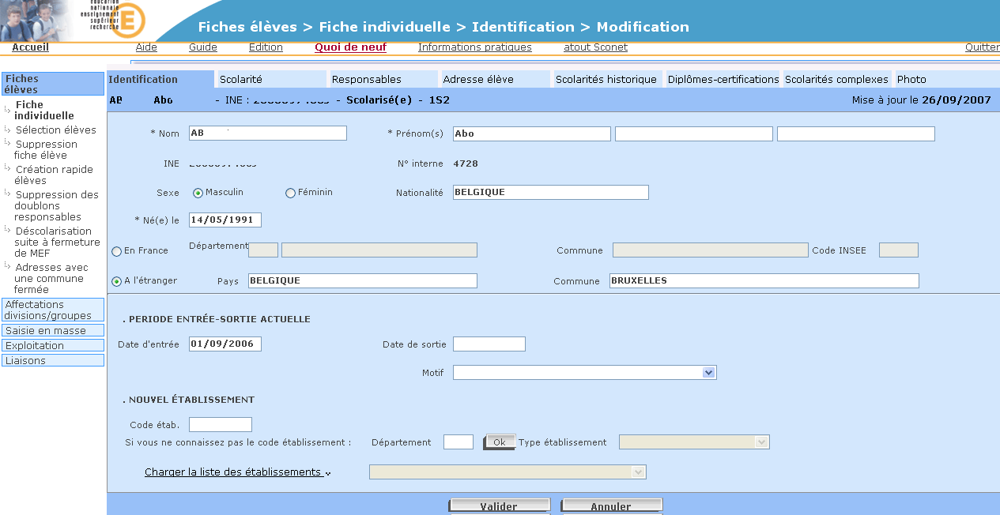 éducation
nationale
enseignement
supérieur
recherche
Fiches élèves > Fiche individuelle > Identification > Modification
Accueil Aide Guide Edition Quoi de neuf Informations pratiques atout Sconet Quitter
Fiches
élèves
Fiche
individuelle
Sélection élèves
Suppression
fiche élève
Création rapide
élèves
Suppression des
doublons
responsables
Déscolarisation
suite à fermeture
de MEF
Adresses avec
une commune
fermée
Affectations
divisions/groupes
Saisie en masse
Exploitation
Liaisons
Identification Scolarité Responsables Adresse élève Scolarités historique Diplômes-certifications Scolarités complexes Photo
AB Abo - INE : - Scolarisé(e) - 1S2 Mise à jour le 26/09/2007
* Nom AB * Prénom(s) Abo
INE N° interne 4728
Sexe Masculin Féminin Nationalité BELGIQUE
* Né(e) le 14/05/1991
En France Département Commune Code INSEE
A l'étranger Pays BELGIQUE Commune BRUXELLES
. PERIODE ENTRÉE-SORTIE ACTUELLE
Date d'entrée 01/09/2006 Date de sortie
Motif
. NOUVEL ÉTABLISSEMENT
Code étab.
Si vous ne connaissez pas le code établissement : Département Ok Type établissement
Charger la liste des établissements
Valider Annuler